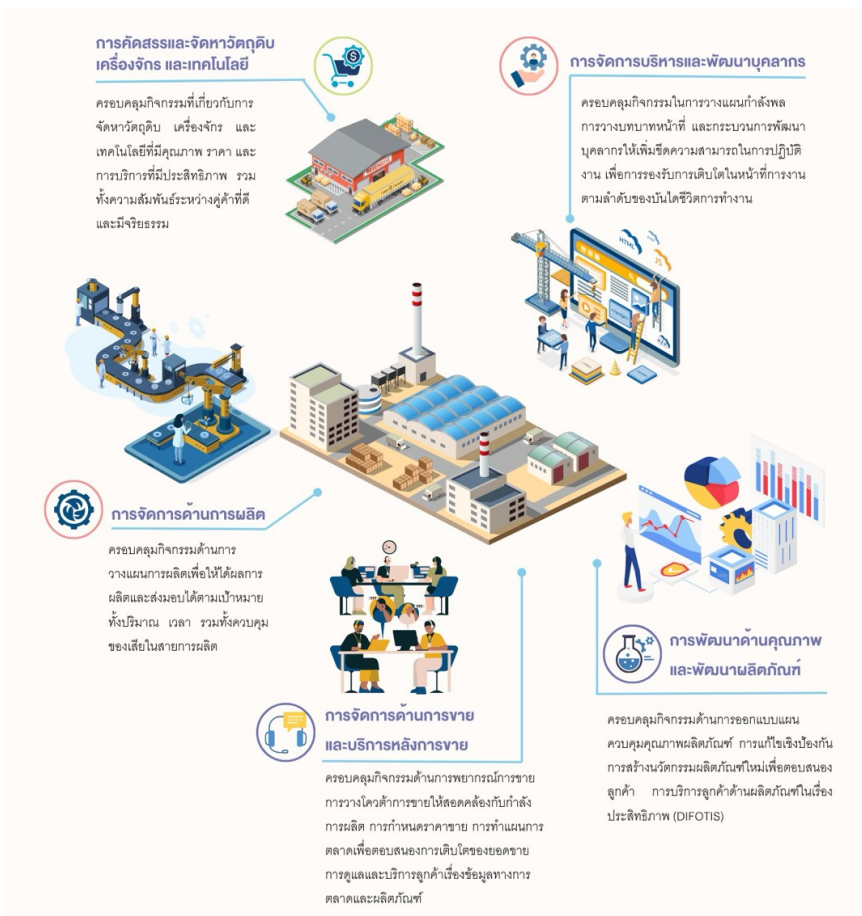 การคัดสรรและจัดหาวัตถุดิบ
เครื่องจักร และเทคโนโลยี
ครอบคลุมกิจกรรมที่เกี่ยวกับการ
จัดหาวัตถุดิบ เครื่องจักร และ
เทคโนโลยีที่มีคุณภาพ ราคา และ
การบริการที่มีประสิทธิภาพ รวม
ทั้งความสัมพันธ์ระหว่างคู่ค้าที่ดี
และมีจริยธรรม
การจัดการบริหารและพัฒนาบุคลากร
ครอบคลุมกิจกรรมในการวางแผนกำลังพล
การวางบทบาทหน้าที่ และกระบวนการพัฒนา
บุคลากรให้เพิ่มขีดความสามารถในการปฏิบัติ
งาน เพื่อการรองรับการเติบโตในหน้าที่การงาน
ตามลำดับของบันไดชีวิตการทำงาน
HTML
JS
การจัดการด้านการผลิต
ครอบคลุมกิจกรรมด้านการ
วางแผนการผลิตเพื่อให้ได้ผลการ
ผลิตและส่งมอบได้ตามเป้าหมาย
ทั้งปริมาณ เวลา รวมทั้งควบคุม
ของเสียในสายการผลิต
การจัดการด้านการขาย
และบริการหลังการขาย
ครอบคลุมกิจกรรมด้านการพยากรณ์การขาย
การวางโควต้าการขายให้สอดคล้องกับกำลัง
การผลิต การกำหนดราคาขาย การทำแผนการ
ตลาดเพื่อตอบสนองการเติบโตของยอดขาย
การดูแลและบริการลูกค้าเรื่องข้อมูลทางการ
ตลาดและผลิตภัณฑ์
การพัฒนาด้านคุณภาพ
และพัฒนาผลิตภัณฑ์
ครอบคลุมกิจกรรมด้านการออกแบบแผน
ควบคุมคุณภาพผลิตภัณฑ์ การแก้ไขเชิงป้องกัน
การสร้างนวัตกรรมผลิตภัณฑ์ใหม่เพื่อตอบสนอง
ลูกค้า การบริการลูกค้าด้านผลิตภัณฑ์ในเรื่อง
ประสิทธิภาพ (DIFOTIS)